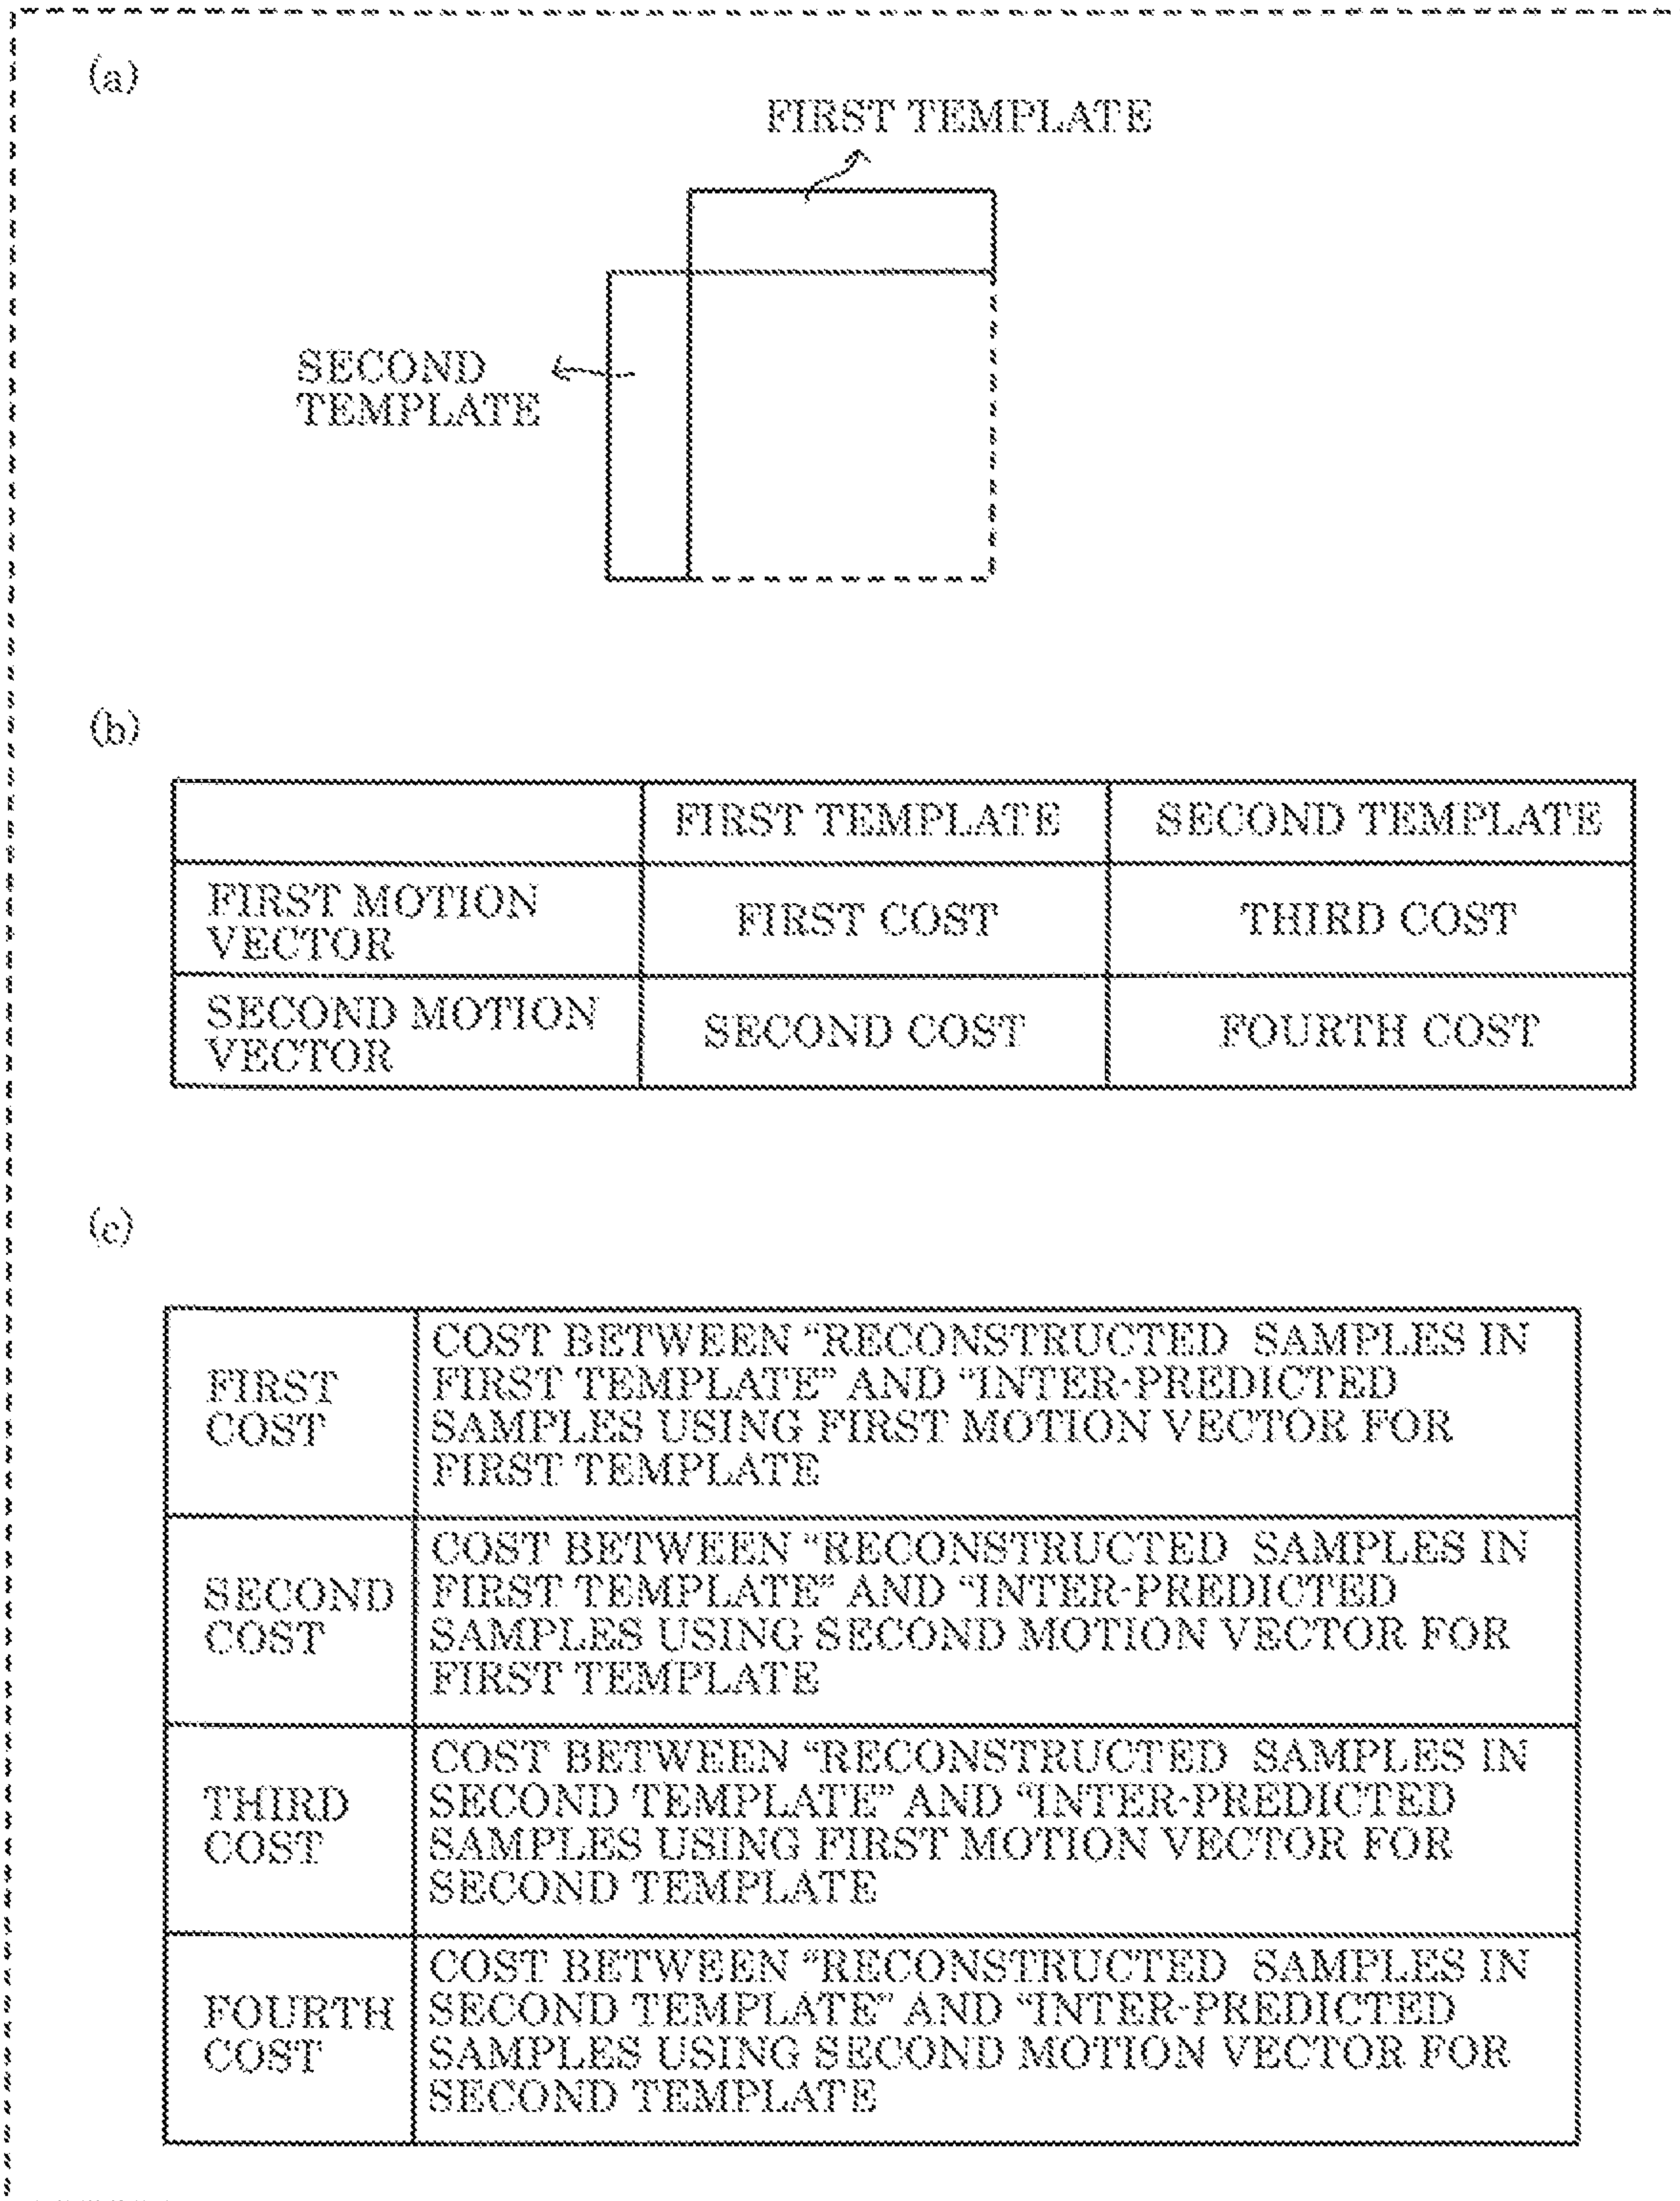 (a)
FIRST TEMPLATE
SECOND
TEMPLATE
(b)
FIRST TEMPLATE
SECOND TEMPLATE
FIRST MOTION
VECTOR
FIRST COST
THIRD COST
SECOND MOTION
VECTOR
SECOND COST
FOURTH COST
(c)
FIRST
COST
COST BETWEEN “RECONSTRUCTED SAMPLES IN
FIRST TEMPLATE” AND “INTER-PREDICTED
SAMPLES USING FIRST MOTION VECTOR FOR
FIRST TEMPLATE
SECOND
COST
COST BETWEEN “RECONSTRUCTED SAMPLES IN
FIRST TEMPLATE” AND “INTER-PREDICTED
SAMPLES USING SECOND MOTION VECTOR FOR
FIRST TEMPLATE
THIRD
COST
COST BETWEEN “RECONSTRUCTED SAMPLES IN
SECOND TEMPLATE” AND “INTER-PREDICTED
SAMPLES USING FIRST MOTION VECTOR FOR
SECOND TEMPLATE
FOURTH
COST
COST BETWEEN “RECONSTRUCTED SAMPLES IN
SECOND TEMPLATE” AND “INTER-PREDICTED
SAMPLES USING SECOND MOTION VECTOR FOR
SECOND TEMPLATE